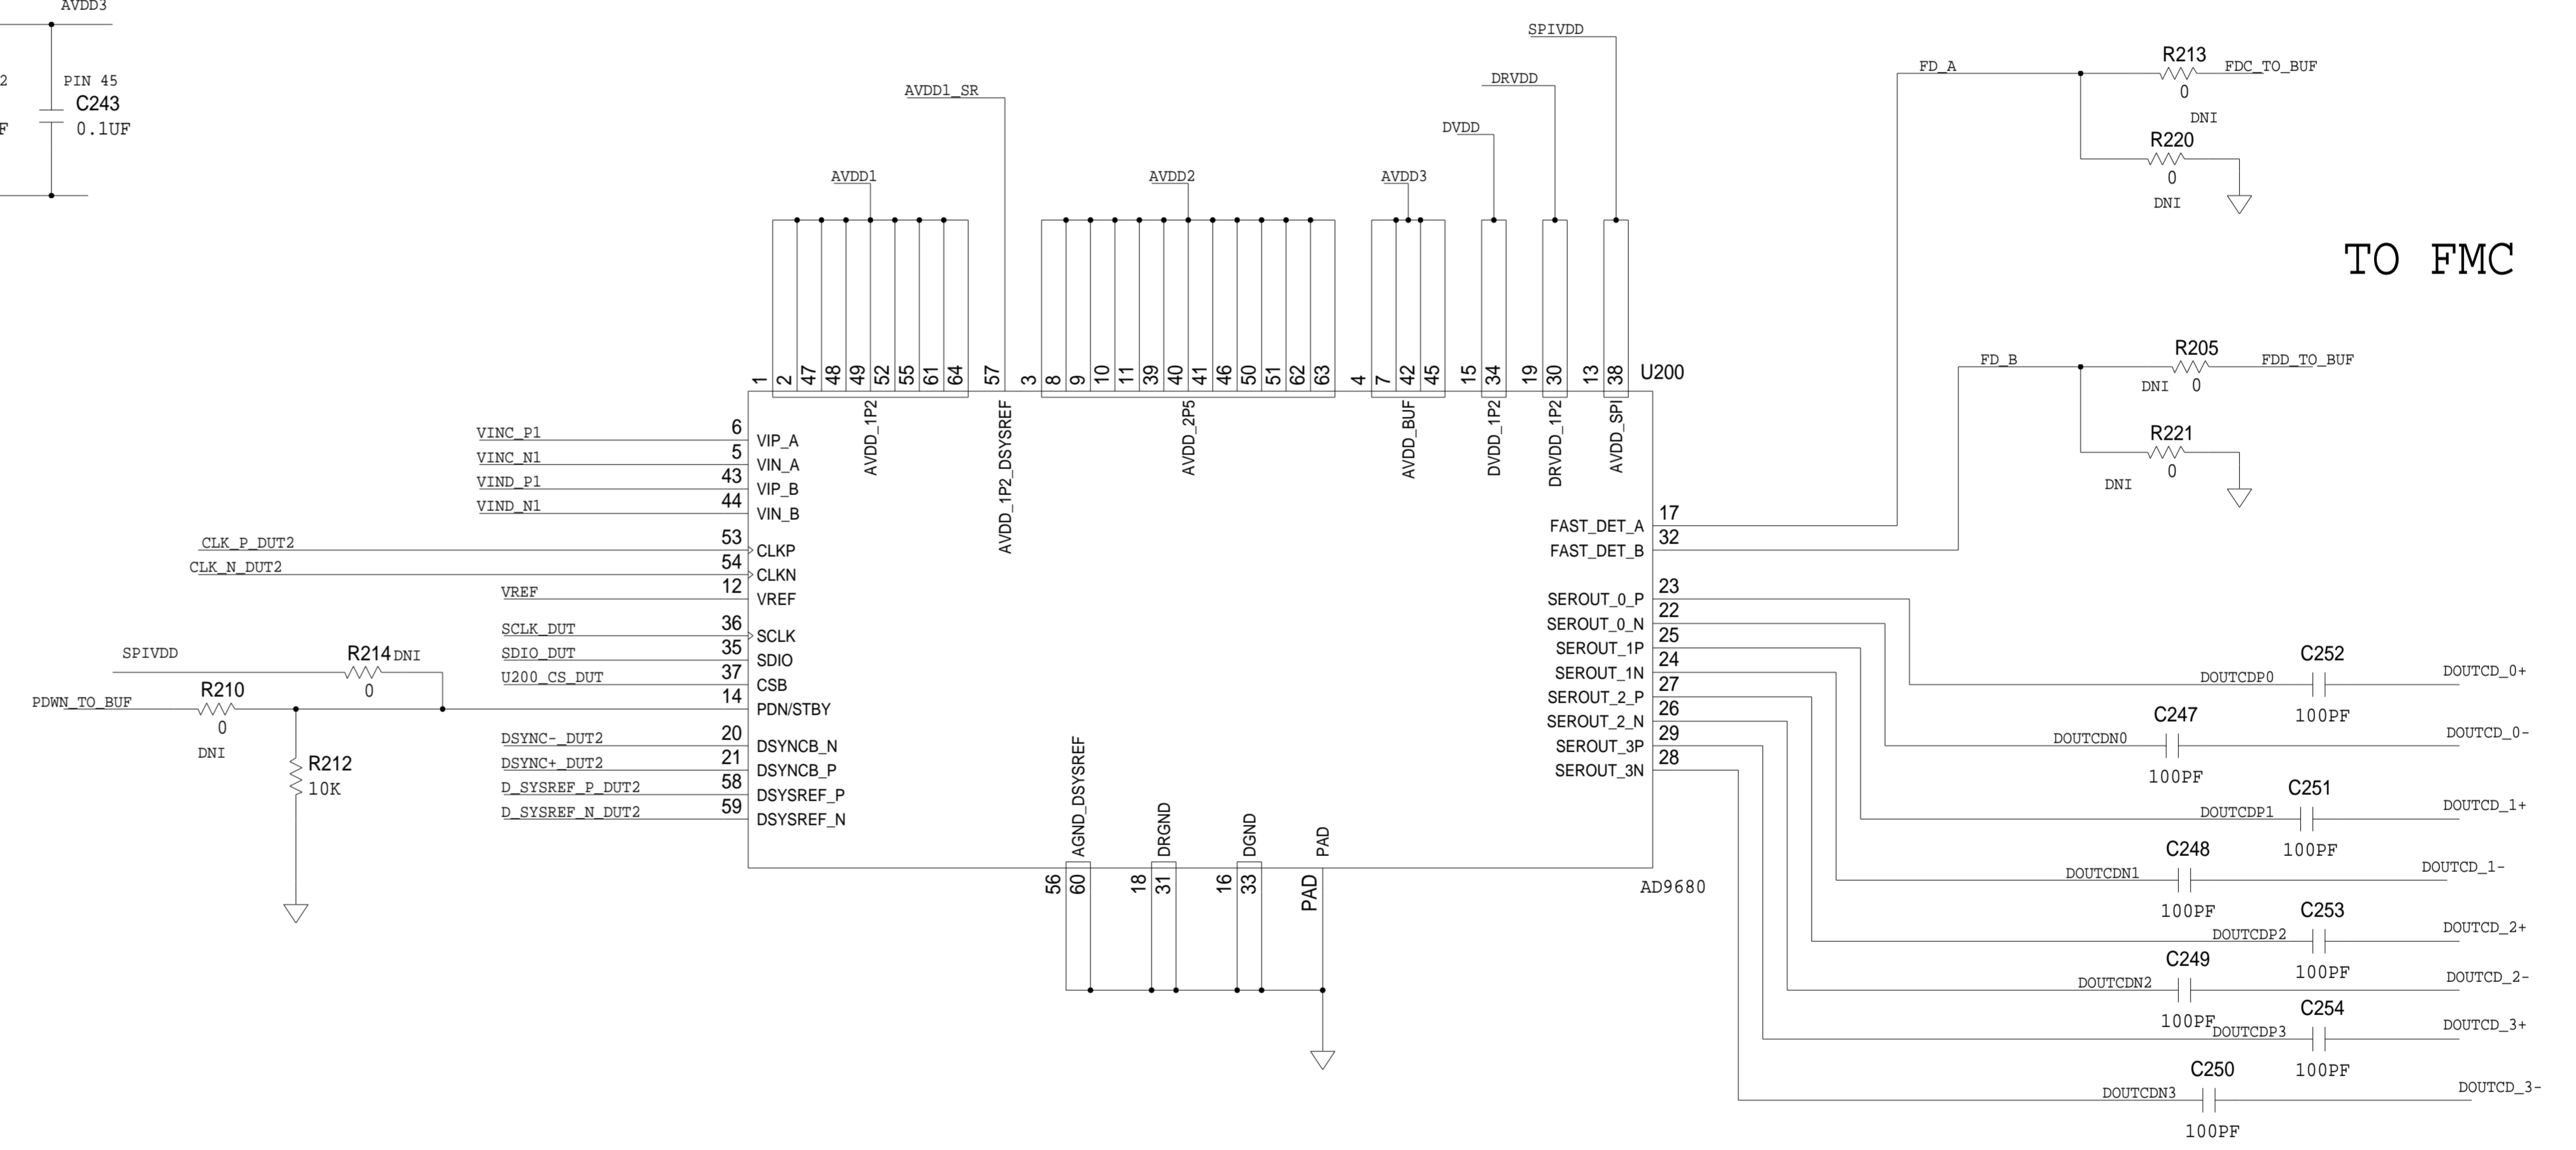 AVDD3
2
PIN 45
C243
F
0.1UF
SPIVDD
DRVDD
AVDD1_SR
DVDD
AVDD1
AVDD2
AVDD3
FD_A
R213
FDC_TO_BUF
0
DNI
R220
0
DNI
TO FMC
FD_B
R205
FDD_TO_BUF
DNI 0
R221
0
DNI
1 2 47 48 49 52 55 61 64 57 3 8 9 10 11 39 40 41 46 50 51 62 63 4 7 42 45 15 34 19 30 13 38
U200
AVDD_1P2
AVDD_1P2_DSYSREF
AVDD_2P5
AVDD_BUF
DVDD_1P2
DRVDD_1P2
AVDD_SPI
VINC_P1 6 VIP_A
VINC_N1 5 VIN_A
VIND_P1 43 VIP_B
VIND_N1 44 VIN_B
CLK_P_DUT2 53 CLKP
CLK_N_DUT2 54 CLKN
VREF 12 VREF
SCLK_DUT 36 SCLK
SDIO_DUT 35 SDIO
U200_CS_DUT 37 CSB
14 PDN/STBY
DSYNC-_DUT2 20 DSYNCB_N
DSYNC+_DUT2 21 DSYNCB_P
D_SYSREF_P_DUT2 58 DSYSREF_P
D_SYSREF_N_DUT2 59 DSYSREF_N
SPIVDD
R214 DNI
0
PDWN_TO_BUF
R210
0
DNI
R212
10K
FAST_DET_A 17
FAST_DET_B 32
SEROUT_0_P 23
SEROUT_0_N 22
SEROUT_1P 25
SEROUT_1N 24
SEROUT_2_P 27
SEROUT_2_N 26
SEROUT_3P 29
SEROUT_3N 28
AGND_DSYSREF
DRGND
DGND
PAD
56 60 18 31 16 33 PAD
AD9680
DOUTCDP0
C252
100PF
DOUTCD_0+
DOUTCDN0
C247
100PF
DOUTCD_0-
DOUTCDP1
C251
100PF
DOUTCD_1+
DOUTCDN1
C248
100PF
DOUTCD_1-
DOUTCDP2
C253
100PF
DOUTCD_2+
DOUTCDN2
C249
100PF
DOUTCD_2-
DOUTCDP3
C254
100PF
DOUTCD_3+
DOUTCDN3
C250
100PF
DOUTCD_3-